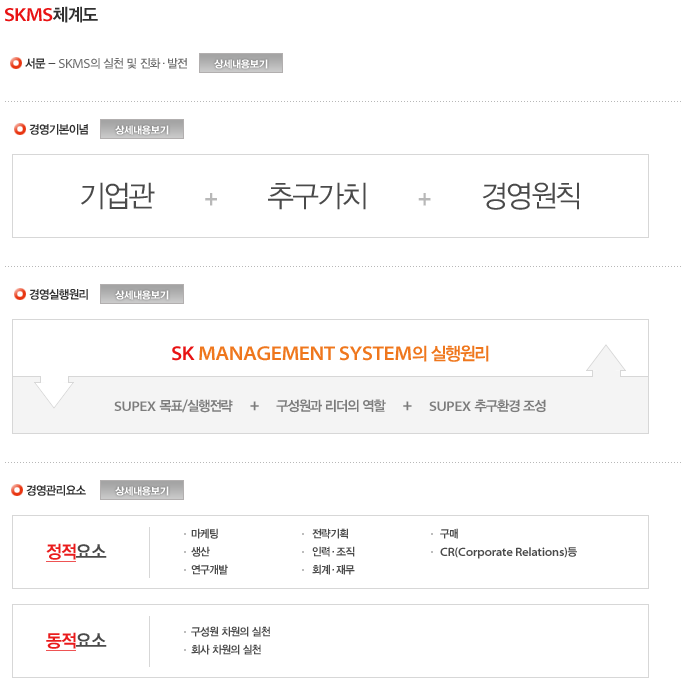 SKMS체계도
서문 – SKMS의 실천 및 진화·발전 상세내용보기
경영기본이념 상세내용보기
기업관 + 추구가치 + 경영원칙
경영실행원리 상세내용보기
SK MANAGEMENT SYSTEM의 실행원리
SUPEX 목표/실행전략 + 구성원과 리더의 역할 + SUPEX 추구환경 조성
경영관리요소 상세내용보기
정적요소
· 마케팅 · 전략기획 · 구매
· 생산 · 인력·조직 · CR(Corporate Relations)등
· 연구개발 · 회계·재무
동적요소
· 구성원 차원의 실천
· 회사 차원의 실천